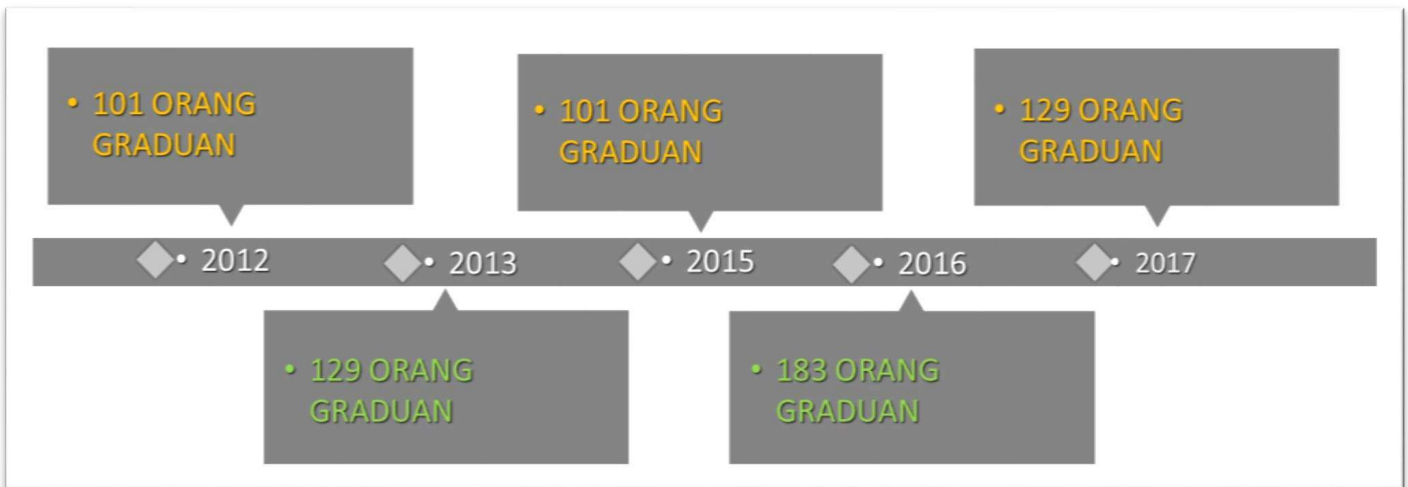 • 101 ORANG
GRADUAN
• 101 ORANG
GRADUAN
• 129 ORANG
GRADUAN
• 2012
• 2013
• 2015
• 2016
• 2017
• 129 ORANG
GRADUAN
• 183 ORANG
GRADUAN